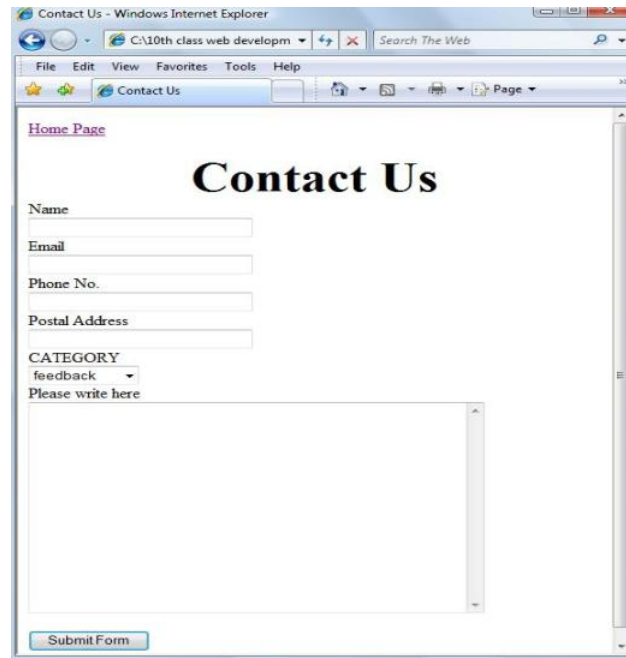 Contact Us - Windows Internet Explorer
C:\10th class web developm
Search The Web
File Edit View Favorites Tools Help
Contact Us
Page
Home Page
Contact Us
Name
Email
Phone No.
Postal Address
CATEGORY
feedback
Please write here
Submit Form